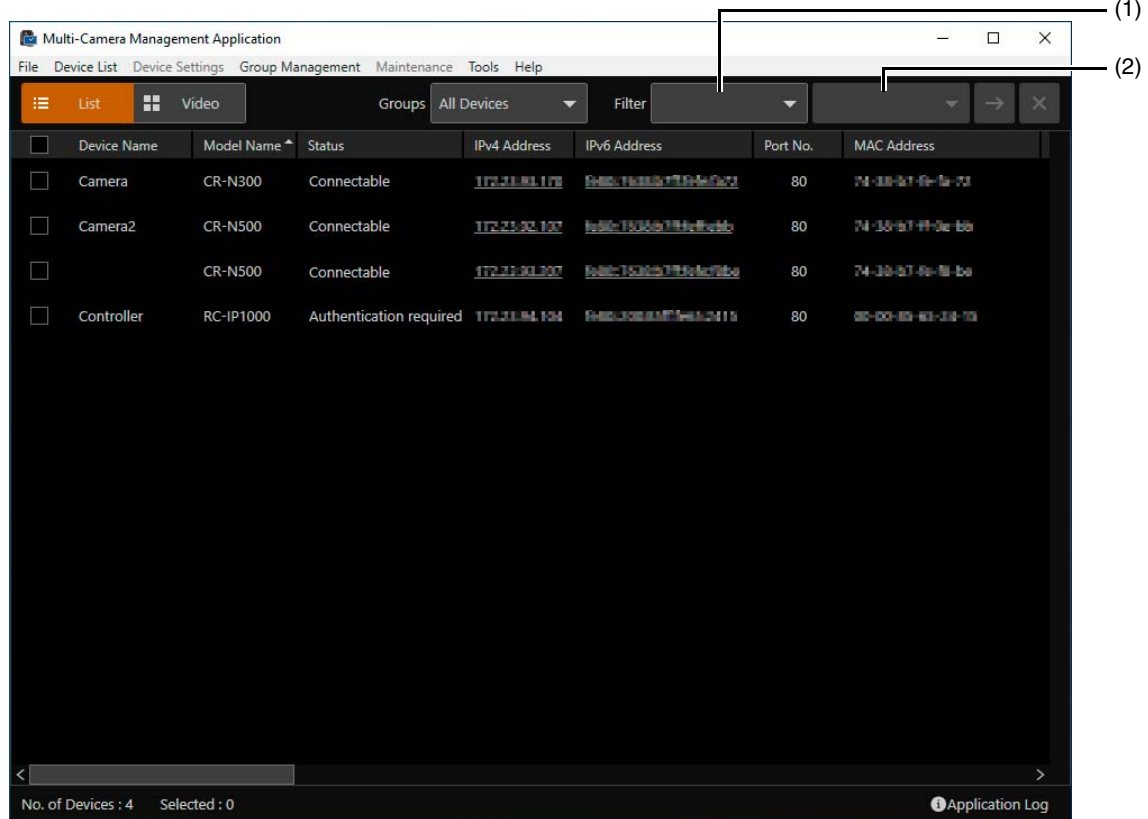 (1)
Multi-Camera Management Application
(2)
File Device List Device Settings Group Management Maintenance Tools Help
List Video Groups All Devices Filter
Device Name Model Name Status IPv4 Address IPv6 Address Port No. MAC Address
Camera CR-N300 Connectable 80
Camera2 CR-N500 Connectable 80
CR-N500 Connectable 80
Controller RC-IP1000 Authentication required 80
No. of Devices : 4 Selected : 0 Application Log